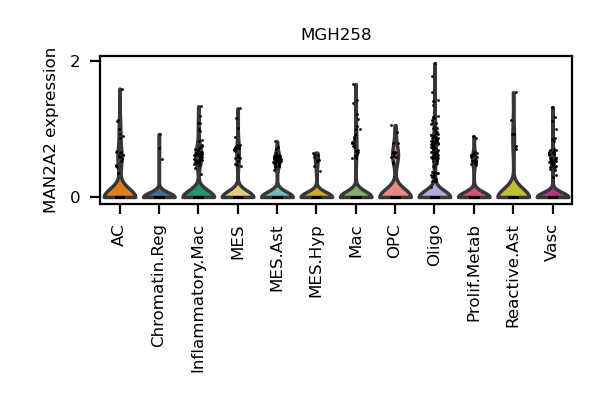 MGH258
MAN2A2 expression
2
0
AC
Chromatin.Reg
Inflammatory.Mac
MES
MES.Ast
MES.Hyp
Mac
OPC
Oligo
Prolif.Metab
Reactive.Ast
Vasc